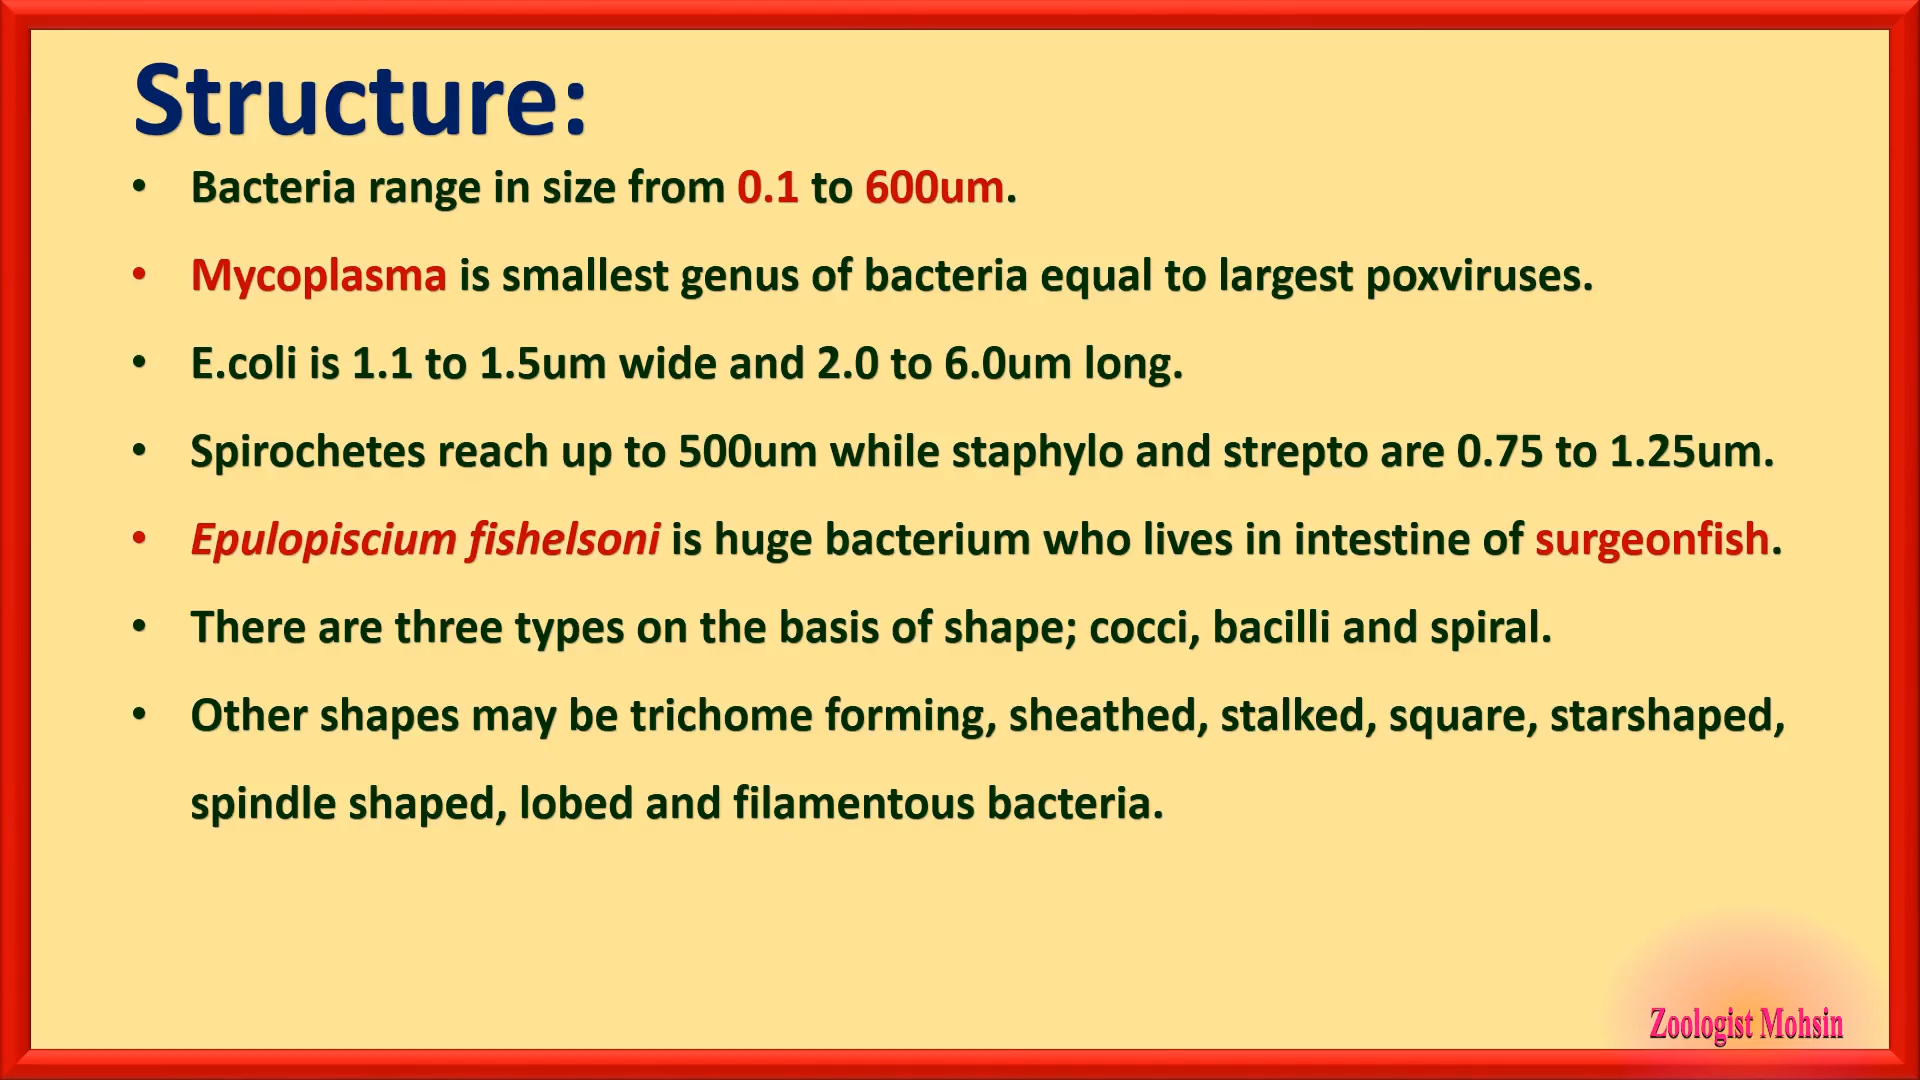 Structure:
• Bacteria range in size from 0.1 to 600um.
• Mycoplasma is smallest genus of bacteria equal to largest poxviruses.
• E.coli is 1.1 to 1.5um wide and 2.0 to 6.0um long.
• Spirochetes reach up to 500um while staphylo and strepto are 0.75 to 1.25um.
• Epulopiscium fishelsoni is huge bacterium who lives in intestine of surgeonfish.
• There are three types on the basis of shape; cocci, bacilli and spiral.
• Other shapes may be trichome forming, sheathed, stalked, square, starshaped,
spindle shaped, lobed and filamentous bacteria.
Zoologist Mohsin